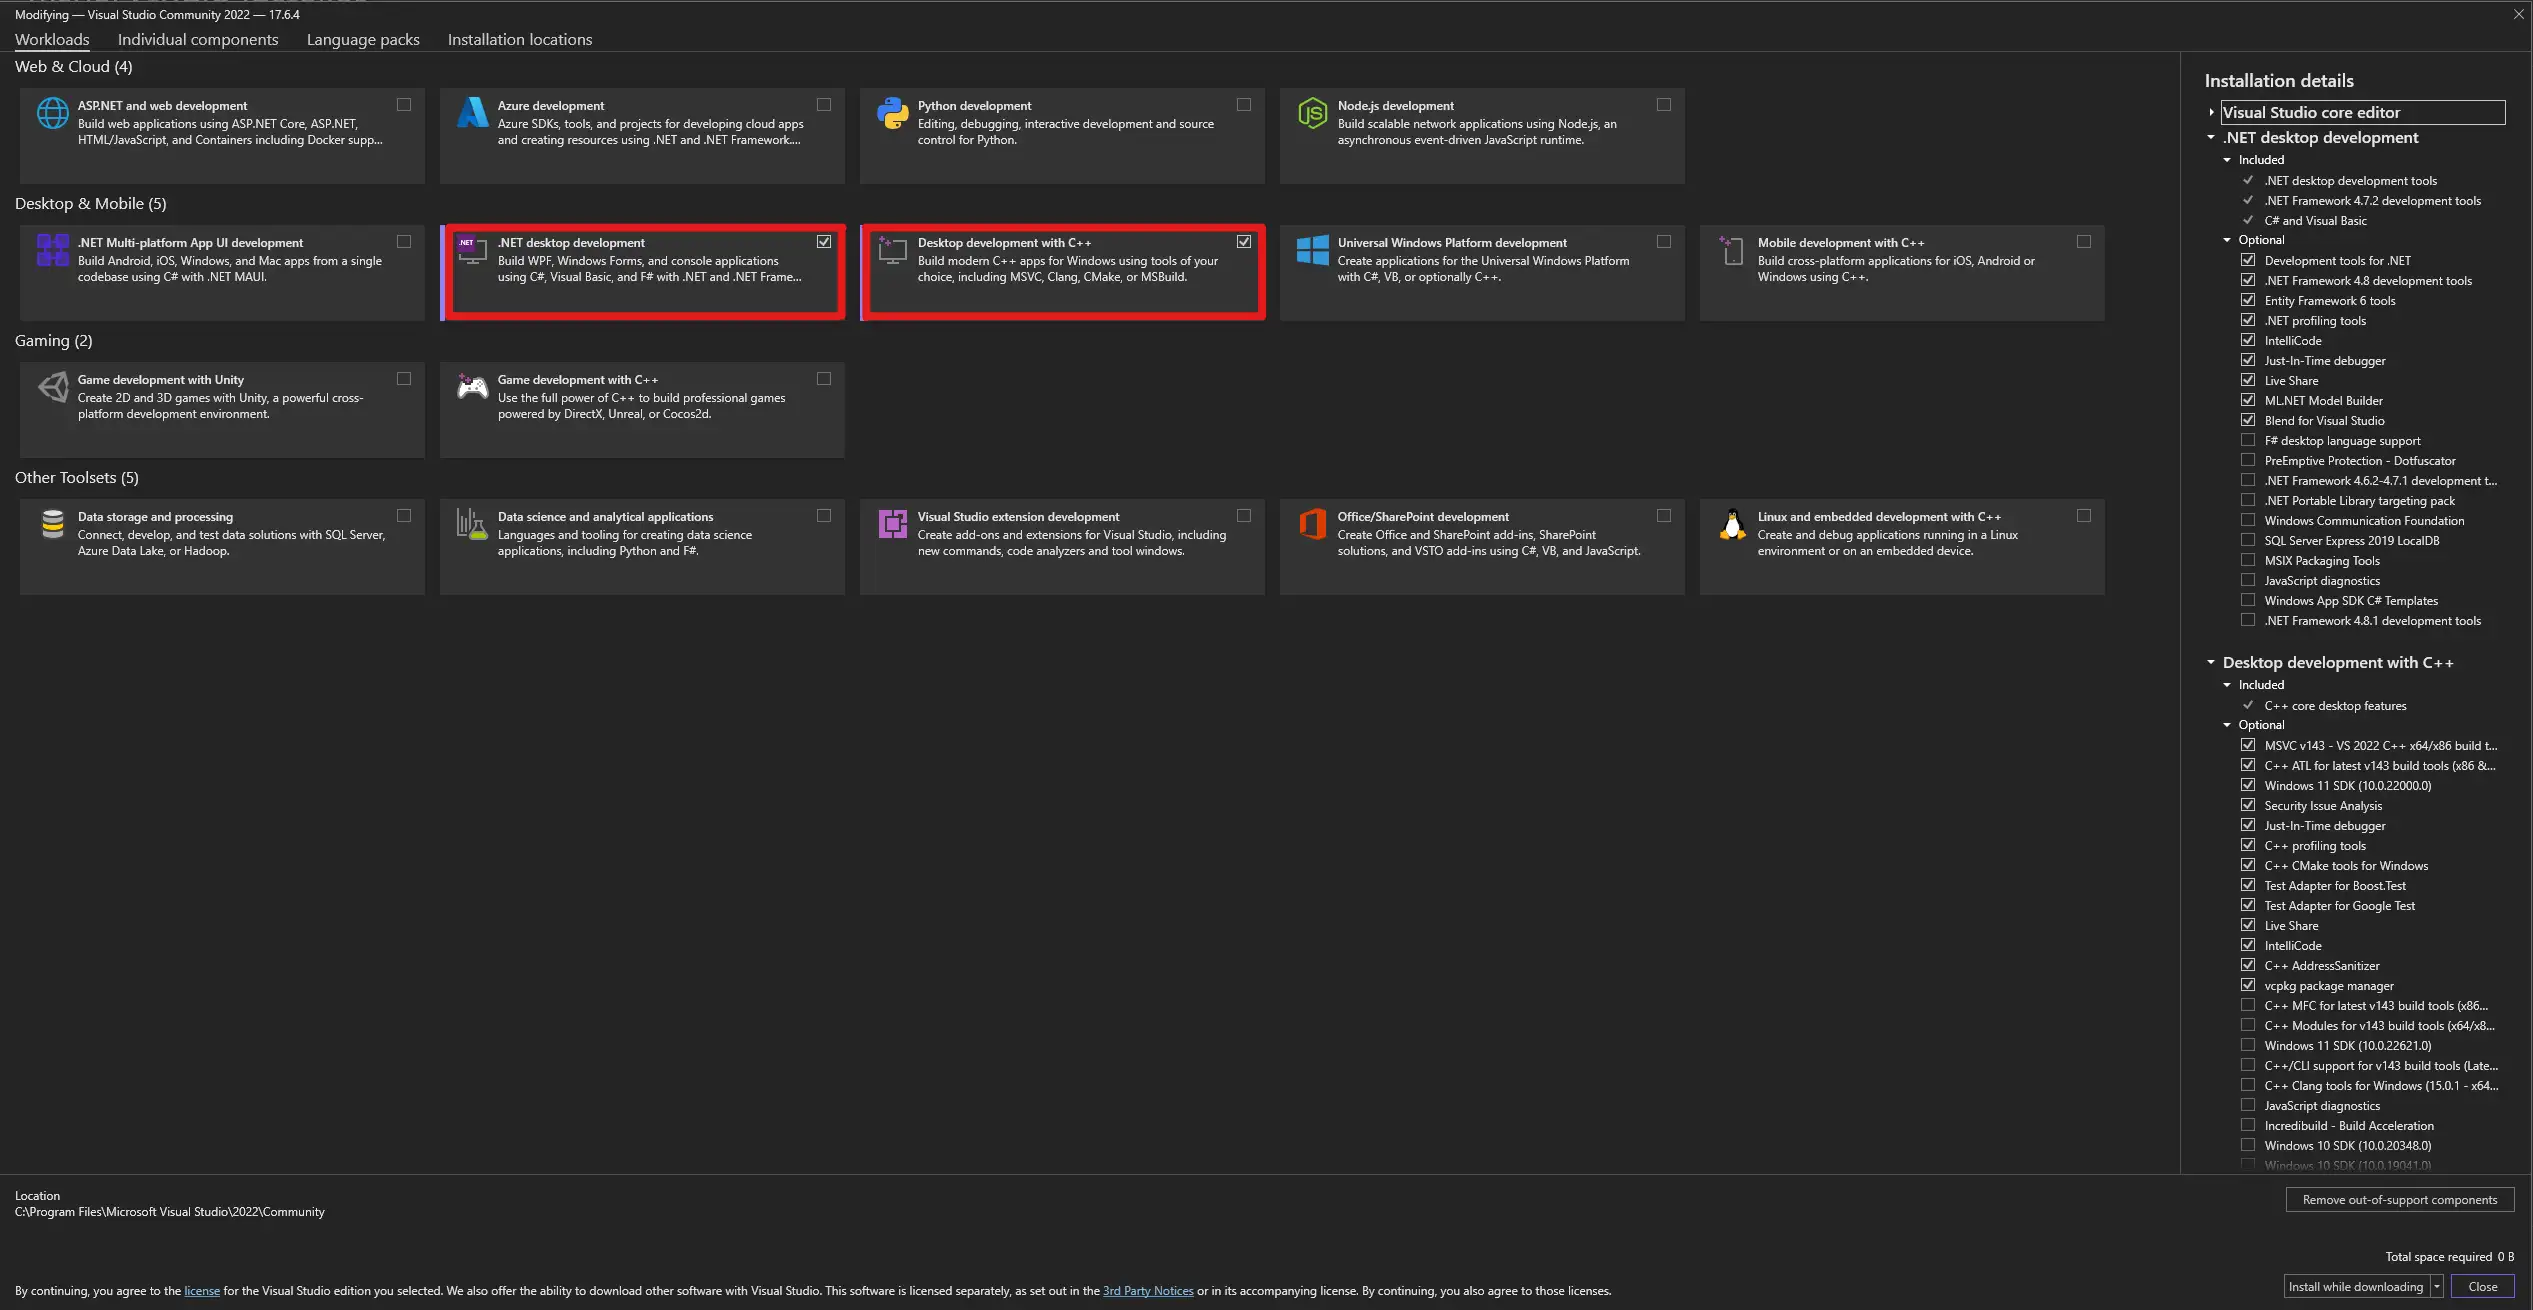 Modifying — Visual Studio Community 2022 — 17.6.4
Workloads
Individual components
Language packs
Installation locations
Web & Cloud (4)
ASP.NET and web development
Build web applications using ASP.NET Core, ASP.NET,
HTML/JavaScript, and Containers including Docker supp...
Azure development
Azure SDKs, tools, and projects for developing cloud apps
and creating resources using .NET and .NET Framework....
Python development
Editing, debugging, interactive development and source
control for Python.
Node.js development
Build scalable network applications using Node.js, an
asynchronous event-driven JavaScript runtime.
Desktop & Mobile (5)
.NET Multi-platform App UI development
Build Android, iOS, Windows, and Mac apps from a single
codebase using C# with .NET MAUI.
.NET
.NET desktop development
Build WPF, Windows Forms, and console applications
using C#, Visual Basic, and F# with .NET and .NET Frame...
Desktop development with C++
Build modern C++ apps for Windows using tools of your
choice, including MSVC, Clang, CMake, or MSBuild.
Universal Windows Platform development
Create applications for the Universal Windows Platform
with C#, VB, or optionally C++.
Mobile development with C++
Build cross-platform applications for iOS, Android or
Windows using C++.
Gaming (2)
Game development with Unity
Create 2D and 3D games with Unity, a powerful cross-
platform development environment.
Game development with C++
Use the full power of C++ to build professional games
powered by DirectX, Unreal, or Cocos2d.
Other Toolsets (5)
Data storage and processing
Connect, develop, and test data solutions with SQL Server,
Azure Data Lake, or Hadoop.
Data science and analytical applications
Languages and tooling for creating data science
applications, including Python and F#.
Visual Studio extension development
Create add-ons and extensions for Visual Studio, including
new commands, code analyzers and tool windows.
Office/SharePoint development
Create Office and SharePoint add-ins, SharePoint
solutions, and VSTO add-ins using C#, VB, and JavaScript.
Linux and embedded development with C++
Create and debug applications running in a Linux
environment or on an embedded device.
Installation details
Visual Studio core editor
.NET desktop development
Included
.NET desktop development tools
.NET Framework 4.7.2 development tools
C# and Visual Basic
Optional
Development tools for .NET
.NET Framework 4.8 development tools
Entity Framework 6 tools
.NET profiling tools
IntelliCode
Just-In-Time debugger
Live Share
ML.NET Model Builder
Blend for Visual Studio
F# desktop language support
PreEmptive Protection - Dotfuscator
.NET Framework 4.6.2-4.7.1 development t...
.NET Portable Library targeting pack
Windows Communication Foundation
SQL Server Express 2019 LocalDB
MSIX Packaging Tools
JavaScript diagnostics
Windows App SDK C# Templates
.NET Framework 4.8.1 development tools
Desktop development with C++
Included
C++ core desktop features
Optional
MSVC v143 - VS 2022 C++ x64/x86 build t...
C++ ATL for latest v143 build tools (x86 &...
Windows 11 SDK (10.0.22000.0)
Security Issue Analysis
Just-In-Time debugger
C++ profiling tools
C++ CMake tools for Windows
Test Adapter for Boost.Test
Test Adapter for Google Test
Live Share
IntelliCode
C++ AddressSanitizer
vcpkg package manager
C++ MFC for latest v143 build tools (x86...
C++ Modules for v143 build tools (x64/x8...
Windows 11 SDK (10.0.22621.0)
C++/CLI support for v143 build tools (Late...
C++ Clang tools for Windows (15.0.1 - x64...
JavaScript diagnostics
Incredibuild - Build Acceleration
Windows 10 SDK (10.0.20348.0)
Windows 10 SDK (10.0.19041.0)
Location
C:\Program Files\Microsoft Visual Studio\2022\Community
Remove out-of-support components
Total space required 0 B
By continuing, you agree to the license for the Visual Studio edition you selected. We also offer the ability to download other software with Visual Studio. This software is licensed separately, as set out in the 3rd Party Notices or in its accompanying license. By continuing, you also agree to those licenses.
Install while downloading
Close